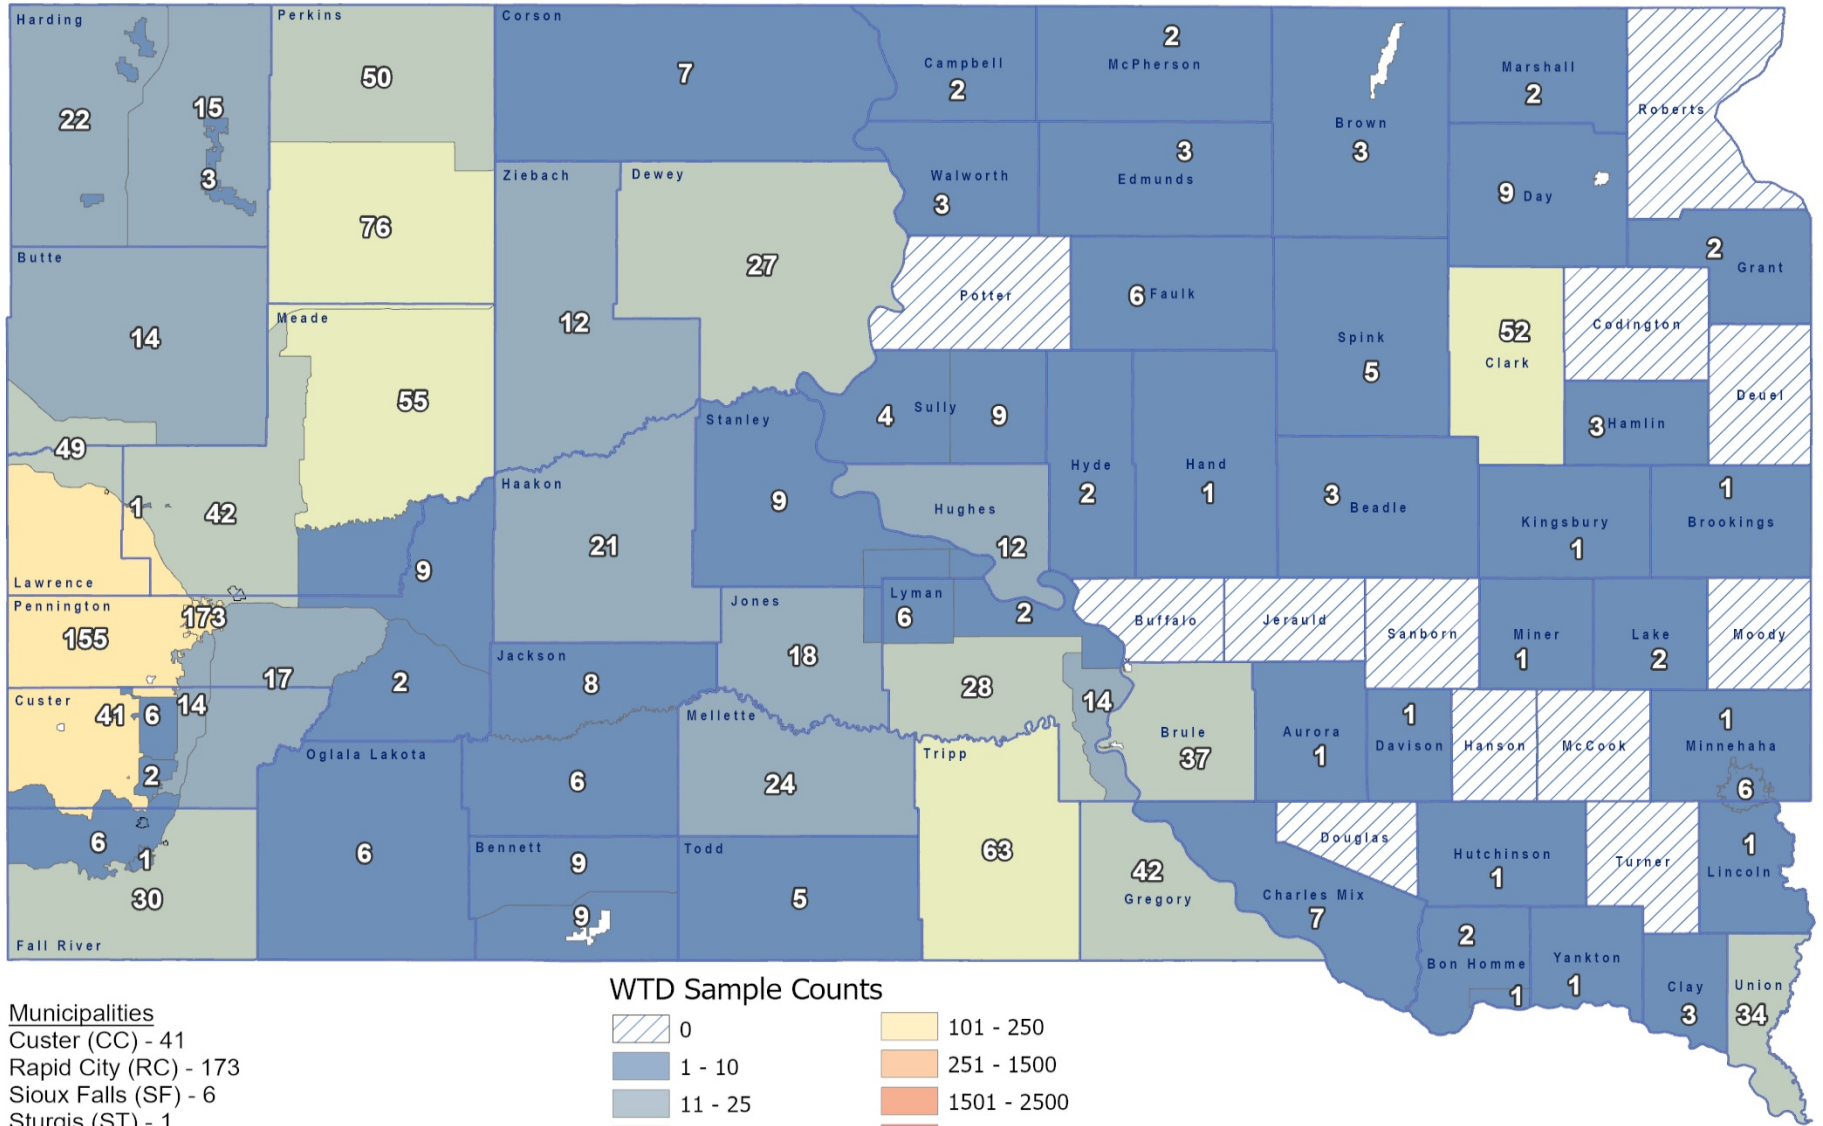 Harding
Perkins
Corson
50
7
Campbell
2
2
McPherson
Marshall
2
22
15
3
Roberts
Brown
3
3
Edmunds
Walworth
3
Ziebach
Dewey
9 Day
76
27
12
2
Grant
Butte
14
Meade
55
Potter
6 Faulk
Spink
5
52
Clark
Codington
Deuel
3 Hamlin
Stanley
9
4 Sully 9
49
1
42
Haakon
21
Hyde
2
Hand
1
3 Beadle
Kingsbury
1
1
Brookings
Hughes
12
9
Lawrence
Pennington
155
173
Lyman
6
2
Jones
18
Buffalo
Jerauld
Sanborn
Miner
1
Lake
2
Moody
17
2
Jackson
8
28
14
Custer
41
6
14
2
Mellette
24
Brule
37
Aurora
1
1
Davison
Hanson
McCook
1
Minnehaha
6
Oglala Lakota
6
6
Tripp
63
6
1
30
Fall River
Bennett
9
9
Todd
5
42
Gregory
Charles Mix
7
Douglas
Hutchinson
1
Turner
1
Lincoln
2
Bon Homme
1
Yankton
1
Clay
3
Union
34
Municipalities
Custer (CC) - 41
Rapid City (RC) - 173
Sioux Falls (SF) - 6
Sturgis (ST) - 1
WTD Sample Counts
0
1 - 10
11 - 25
101 - 250
251 - 1500
1501 - 2500